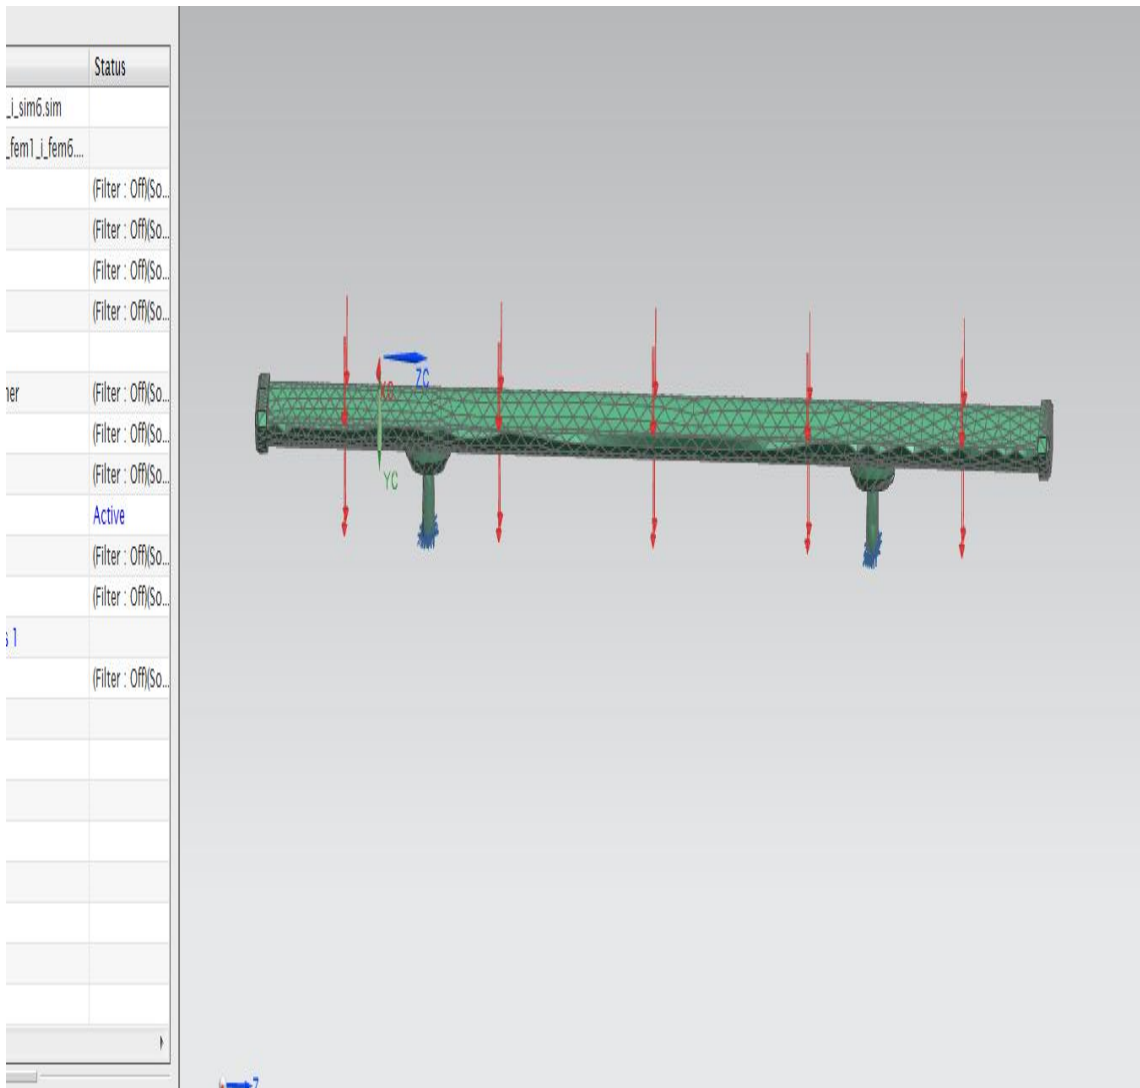 Status
_i_sim6.sim
_fem1_i_fem6....
(Filter : Off)(So...
(Filter : Off)(So...
(Filter : Off)(So...
(Filter : Off)(So...
ner (Filter : Off)(So...
(Filter : Off)(So...
(Filter : Off)(So...
Active
(Filter : Off)(So...
(Filter : Off)(So...
s 1
(Filter : Off)(So...
ZC
YC
Z